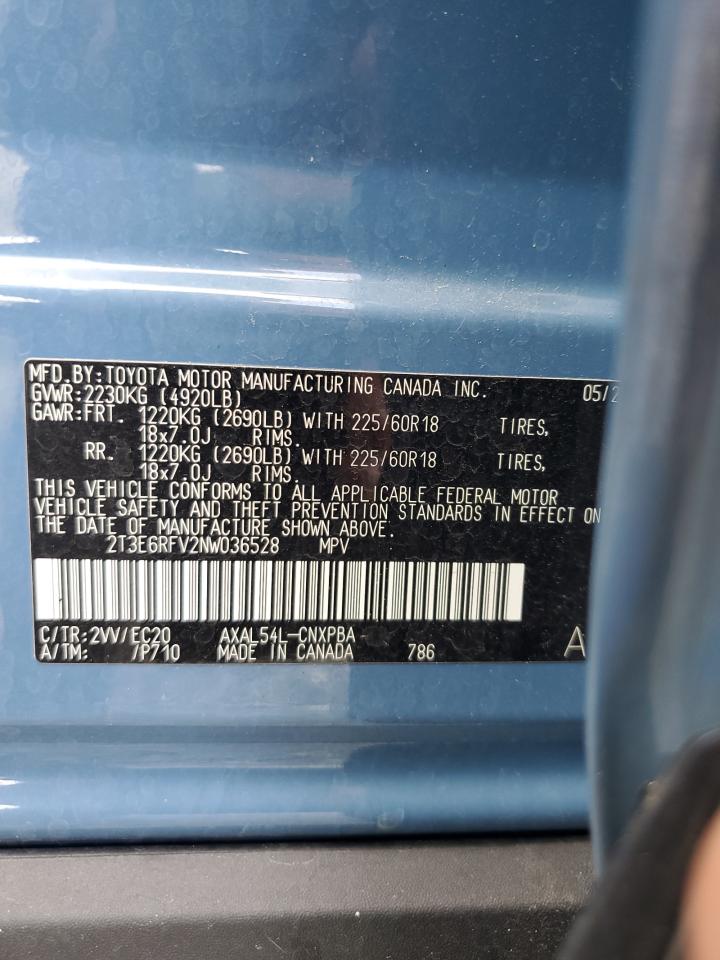 MFD.BY:TOYOTA MOTOR MANUFACTURING CANADA INC. 05/2
GVWR:2230KG (4920LB)
GAWR:FRT. 1220KG (2690LB) WITH 225/60R18 TIRES,
18x7.0J RIMS.
RR. 1220KG (2690LB) WITH 225/60R18 TIRES,
18x7.0J RIMS.
THIS VEHICLE CONFORMS TO ALL APPLICABLE FEDERAL MOTOR
VEHICLE SAFETY AND THEFT PREVENTION STANDARDS IN EFFECT ON
THE DATE OF MANUFACTURE SHOWN ABOVE.
2T3E6RFV2NW036528 MPV
C/TR:2VV/EC20 AXAL54L-CNXPBA
A/TM: /P710 MADE IN CANADA 786 A